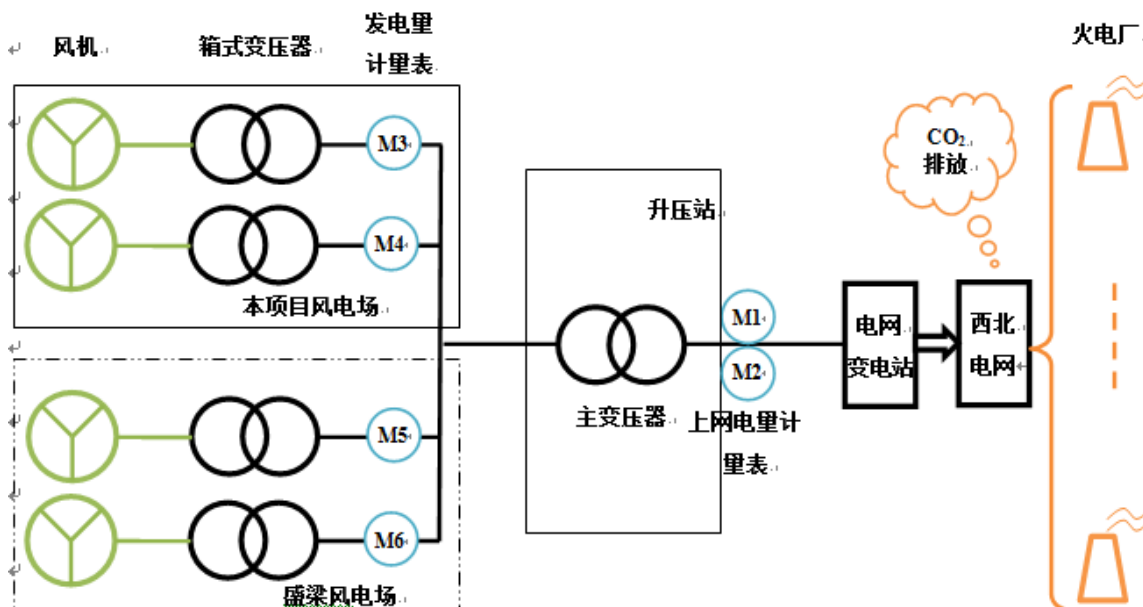 风机
箱式变压器
发电量
计量表
火电厂
M3
M4
本项目风电场
CO₂
排放
升压站
M1
M2
电网
变电站
西北
电网
主变压器
上网电量计
量表
M5
M6
盛梁风电场